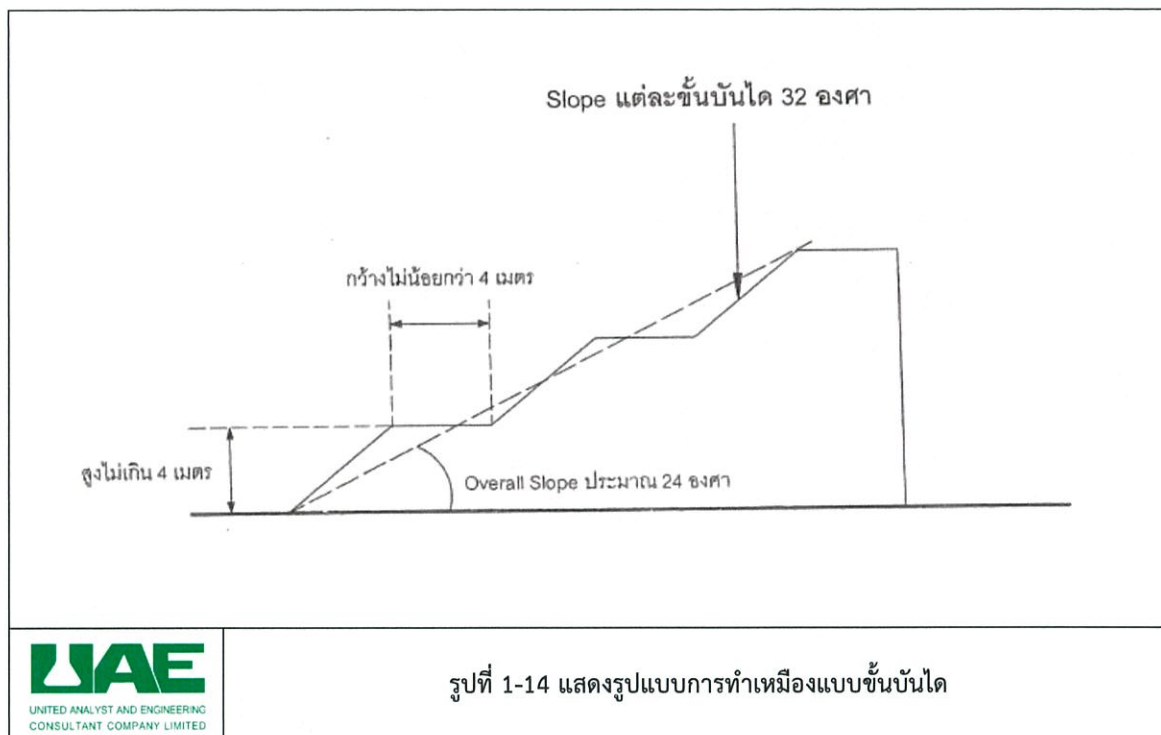 Slope แต่ละขั้นบันได 32 องศา
กว้างไม่น้อยกว่า 4 เมตร
สูงไม่เกิน 4 เมตร
Overall Slope ประมาณ 24 องศา
UAE
UNITED ANALYST AND ENGINEERING
CONSULTANT COMPANY LIMITED
รูปที่ 1-14 แสดงรูปแบบการทำเหมืองแบบขั้นบันได